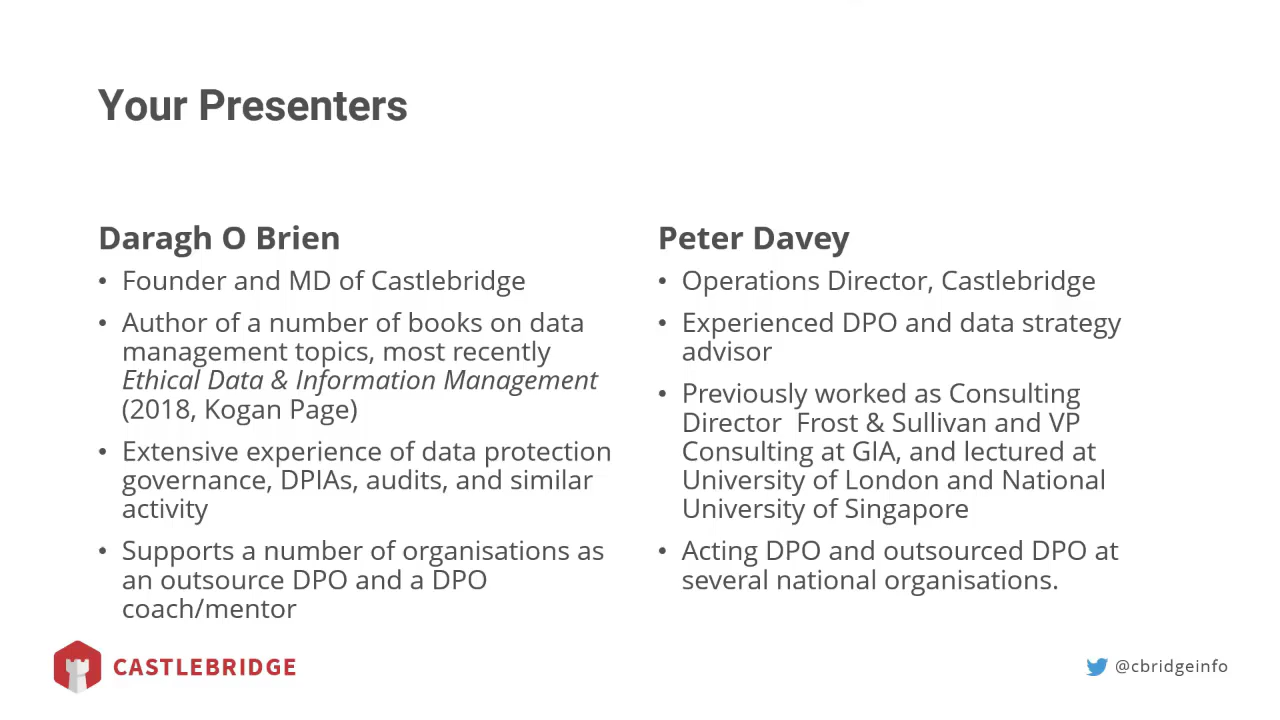 Your Presenters
Daragh O Brien
• Founder and MD of Castlebridge
• Author of a number of books on data
management topics, most recently
Ethical Data & Information Management
(2018, Kogan Page)
• Extensive experience of data protection
governance, DPIAs, audits, and similar
activity
• Supports a number of organisations as
an outsource DPO and a DPO
coach/mentor
Peter Davey
• Operations Director, Castlebridge
• Experienced DPO and data strategy
advisor
• Previously worked as Consulting
Director  Frost & Sullivan and VP
Consulting at GIA, and lectured at
University of London and National
University of Singapore
• Acting DPO and outsourced DPO at
several national organisations.
CASTLEBRIDGE
@cbridgeinfo